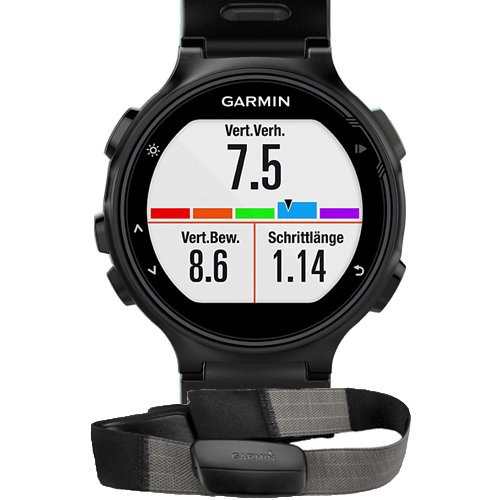 GARMIN
Vert.Verh.
7.5
Vert.Bew.
8.6
Schrittlänge
1.14
GARMIN